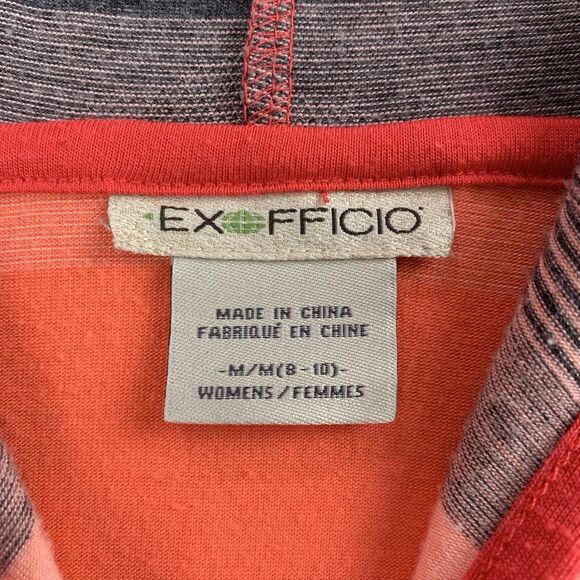 EXOFFICIO
MADE IN CHINA
FABRIQUÉ EN CHINE
-M/M(8-10)-
WOMENS/FEMMES